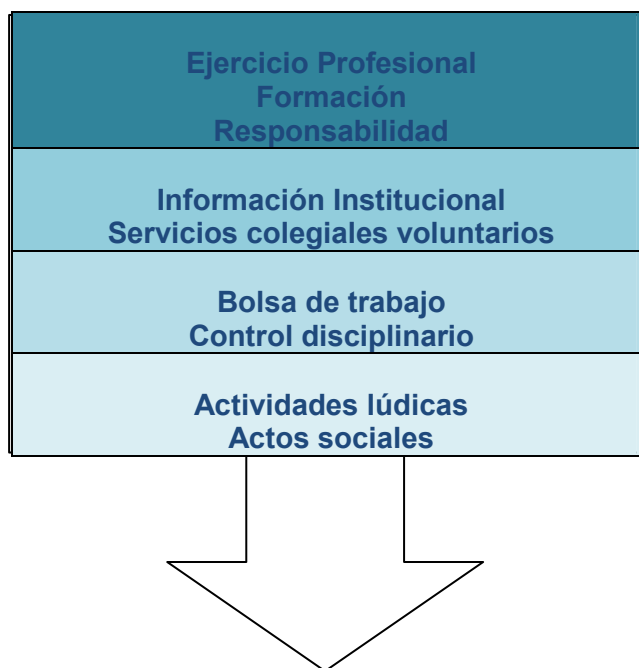 Ejercicio Profesional
Formación
Responsabilidad
Información Institucional
Servicios colegiales voluntarios
Bolsa de trabajo
Control disciplinario
Actividades lúdicas
Actos sociales